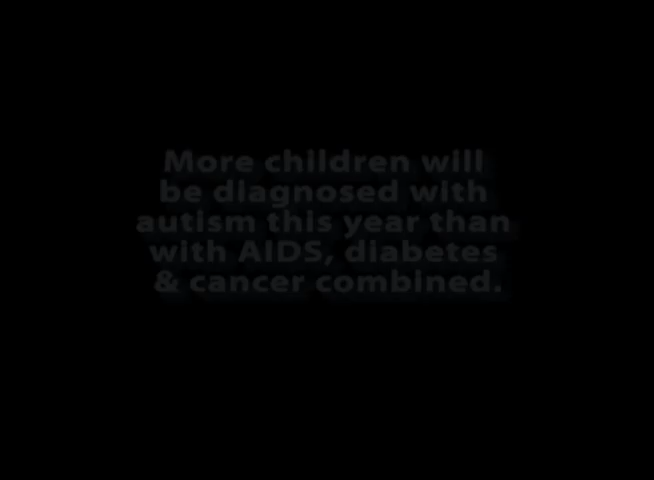 More children will
be diagnosed with
autism this year than
with AIDS, diabetes
& cancer combined.